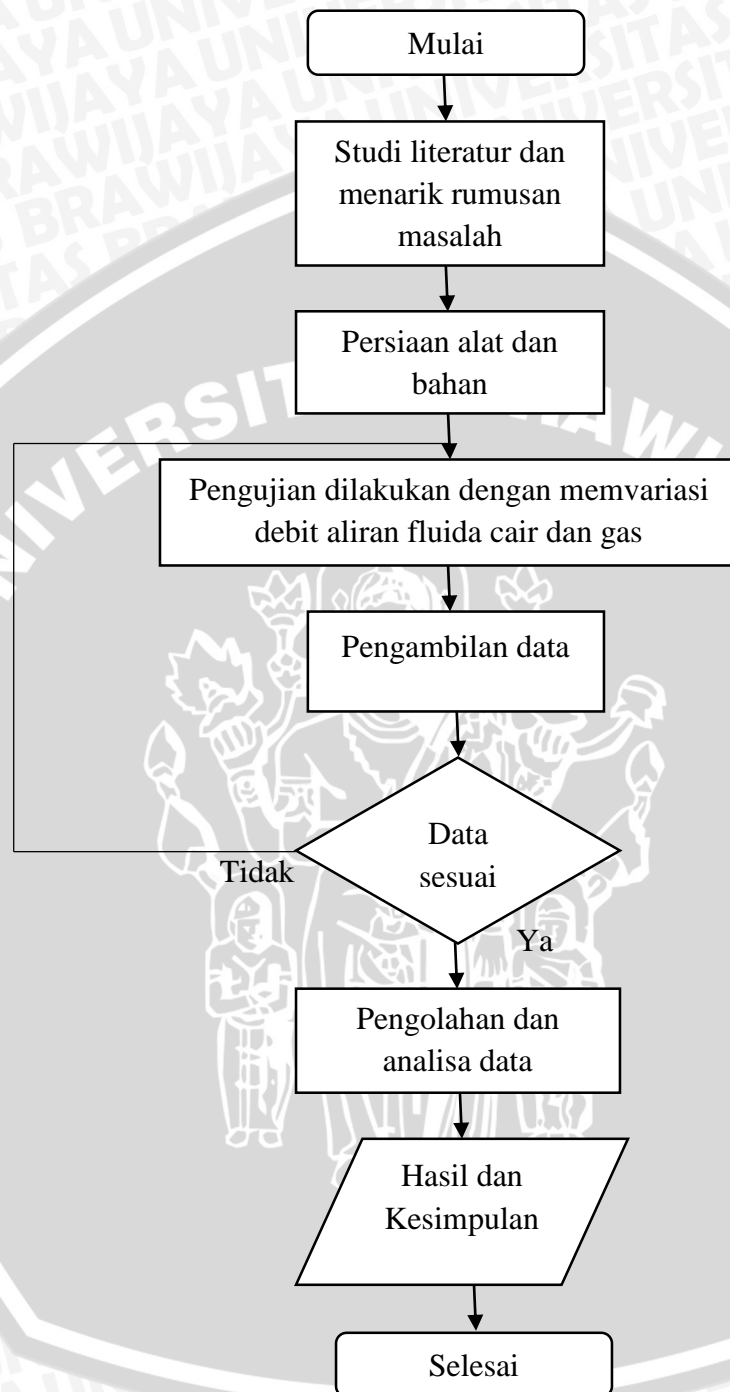 Mulai
Studi literatur dan
menarik rumusan
masalah
Persiaan alat dan
bahan
Pengujian dilakukan dengan memvariasi
debit aliran fluida cair dan gas
Pengambilan data
Data
sesuai
Tidak
Ya
Pengolahan dan
analisa data
Hasil dan
Kesimpulan
Selesai